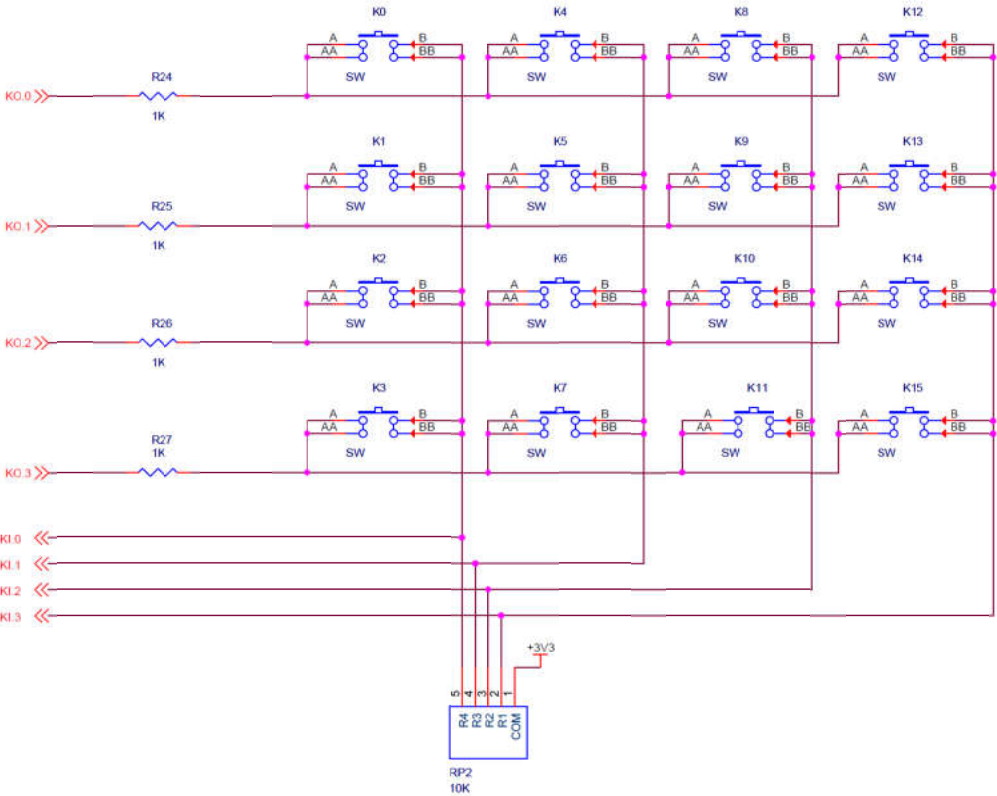 K0 K4 K8 K12
A B A B A B A B
AA BB AA BB AA BB AA BB
SW SW SW SW
R24
KO.0
1K
K1 K5 K9 K13
A B A B A B A B
AA BB AA BB AA BB AA BB
SW SW SW SW
R25
KO.1
1K
K2 K6 K10 K14
A B A B A B A B
AA BB AA BB AA BB AA BB
SW SW SW SW
R26
KO.2
1K
K3 K7 K11 K15
A B A B A B A B
AA BB AA BB AA BB AA BB
R27
1K SW SW SW SW
KO.3
KI.0
KI.1
KI.2
KI.3
+3V3
5 4 3 2 1
R4 R3 R2 R1 COM
RP2
10K